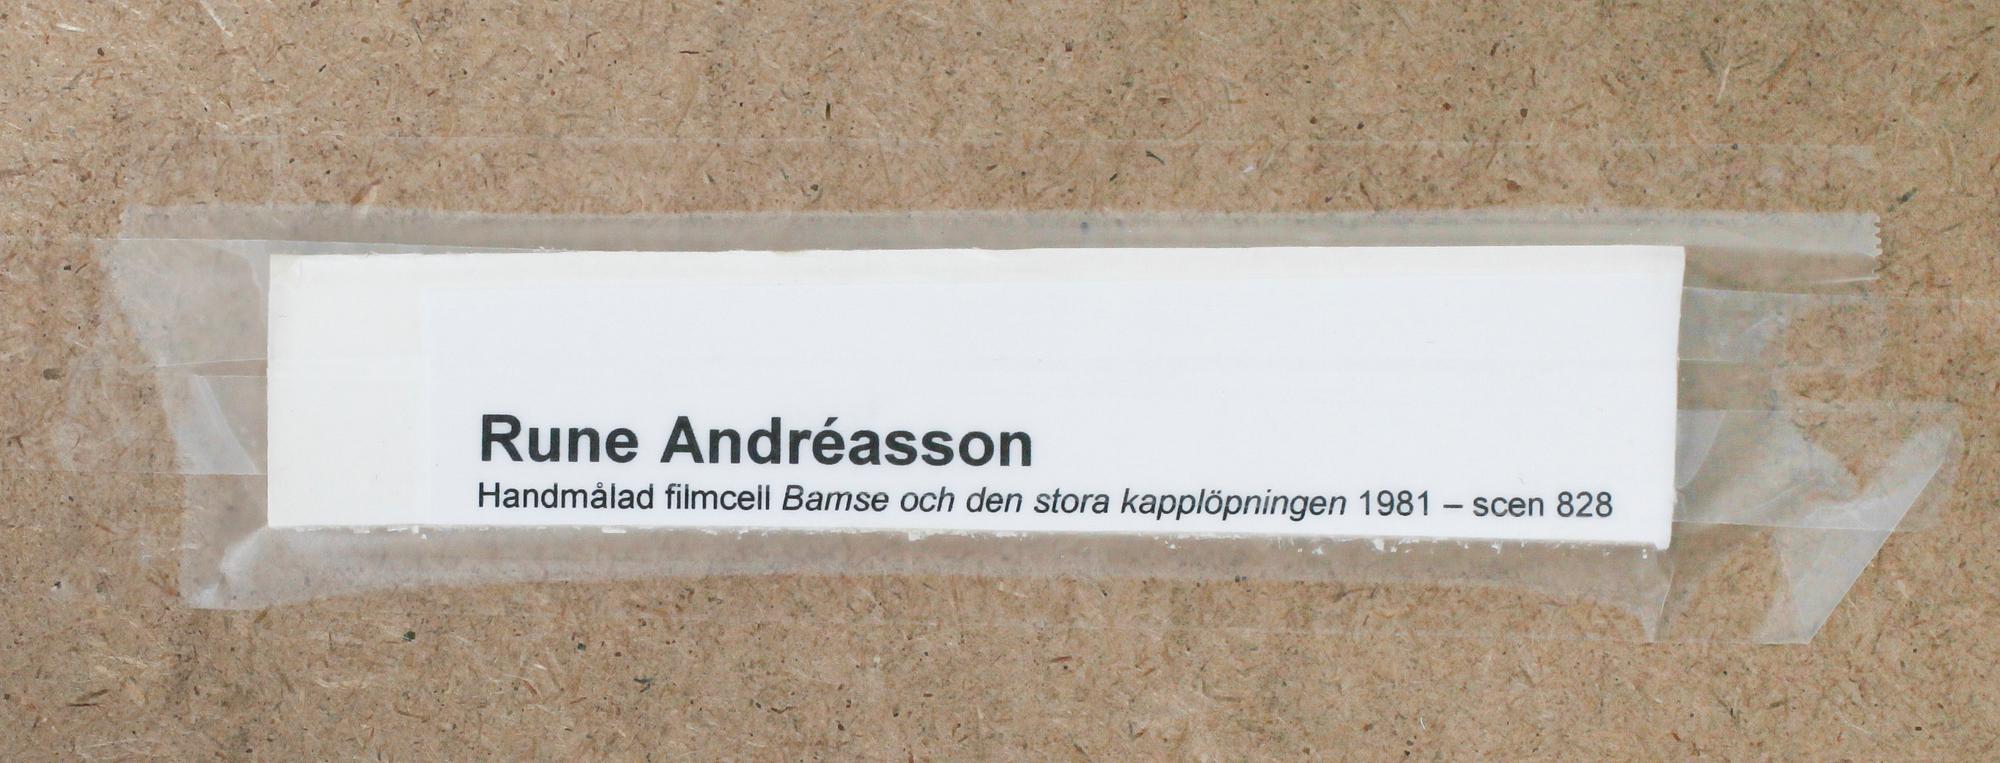 Rune Andréasson
Handmålad filmcell Bamse och den stora kapplöpningen 1981 – scen 828